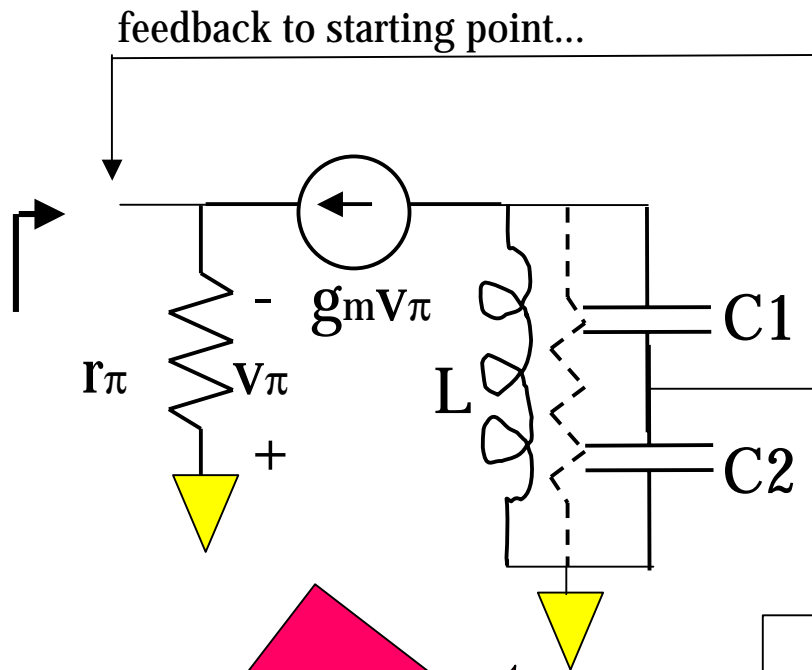 feedback to starting point...
-
gmvπ
C1
rπ
vπ
L
+
C2